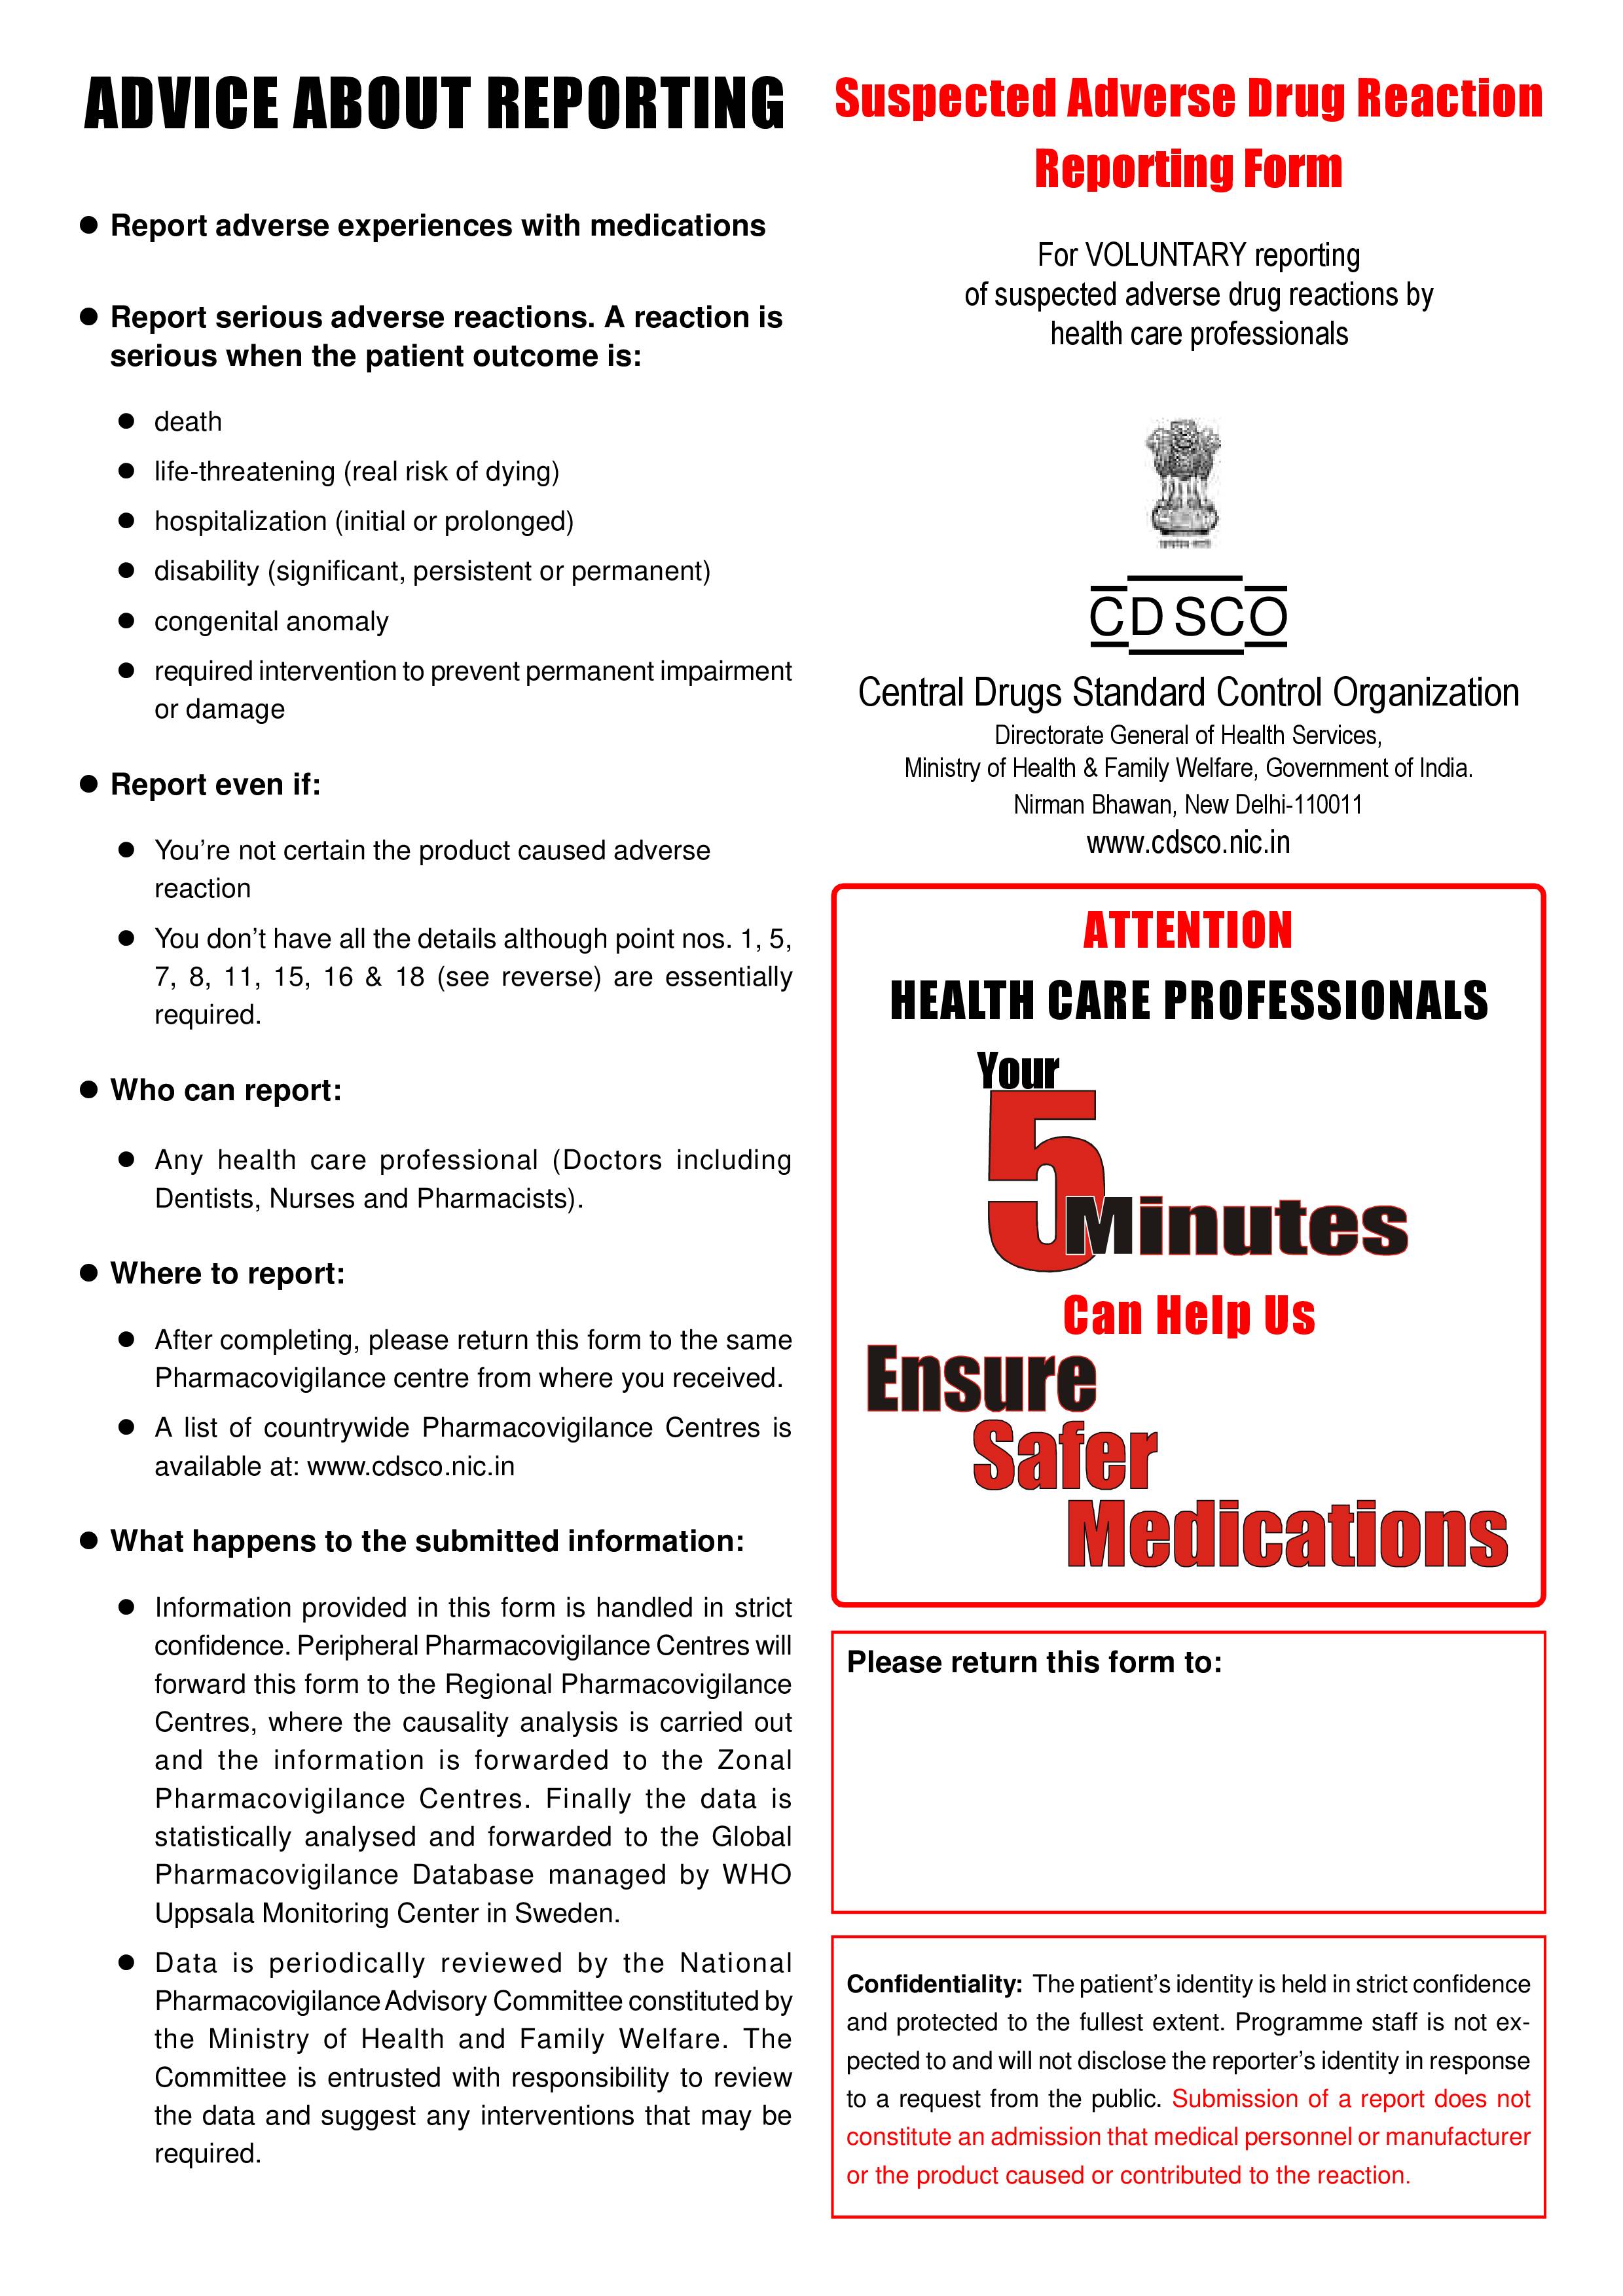 ADVICE ABOUT REPORTING
● Report adverse experiences with medications
● Report serious adverse reactions. A reaction is
serious when the patient outcome is:
● death
● life-threatening (real risk of dying)
● hospitalization (initial or prolonged)
● disability (significant, persistent or permanent)
● congenital anomaly
● required intervention to prevent permanent impairment
or damage
● Report even if:
● You’re not certain the product caused adverse
reaction
● You don’t have all the details although point nos. 1, 5,
7, 8, 11, 15, 16 & 18 (see reverse) are essentially
required.
● Who can report:
● Any health care professional (Doctors including
Dentists, Nurses and Pharmacists).
● Where to report:
● After completing, please return this form to the same
Pharmacovigilance centre from where you received.
● A list of countrywide Pharmacovigilance Centres is
available at: www.cdsco.nic.in
● What happens to the submitted information:
● Information provided in this form is handled in strict
confidence. Peripheral Pharmacovigilance Centres will
forward this form to the Regional Pharmacovigilance
Centres, where the causality analysis is carried out
and the information is forwarded to the Zonal
Pharmacovigilance Centres. Finally the data is
statistically analysed and forwarded to the Global
Pharmacovigilance Database managed by WHO
Uppsala Monitoring Center in Sweden.
● Data is periodically reviewed by the National
Pharmacovigilance Advisory Committee constituted by
the Ministry of Health and Family Welfare. The
Committee is entrusted with responsibility to review
the data and suggest any interventions that may be
required.
Suspected Adverse Drug Reaction
Reporting Form
For VOLUNTARY reporting
of suspected adverse drug reactions by
health care professionals
CDSCO
Central Drugs Standard Control Organization
Directorate General of Health Services,
Ministry of Health & Family Welfare, Government of India.
Nirman Bhawan, New Delhi-110011
www.cdsco.nic.in
ATTENTION
HEALTH CARE PROFESSIONALS
Your
5 Minutes
Can Help Us
Ensure
Safer
Medications
Please return this form to:
Confidentiality: The patient’s identity is held in strict confidence
and protected to the fullest extent. Programme staff is not ex-
pected to and will not disclose the reporter’s identity in response
to a request from the public. Submission of a report does not
constitute an admission that medical personnel or manufacturer
or the product caused or contributed to the reaction.